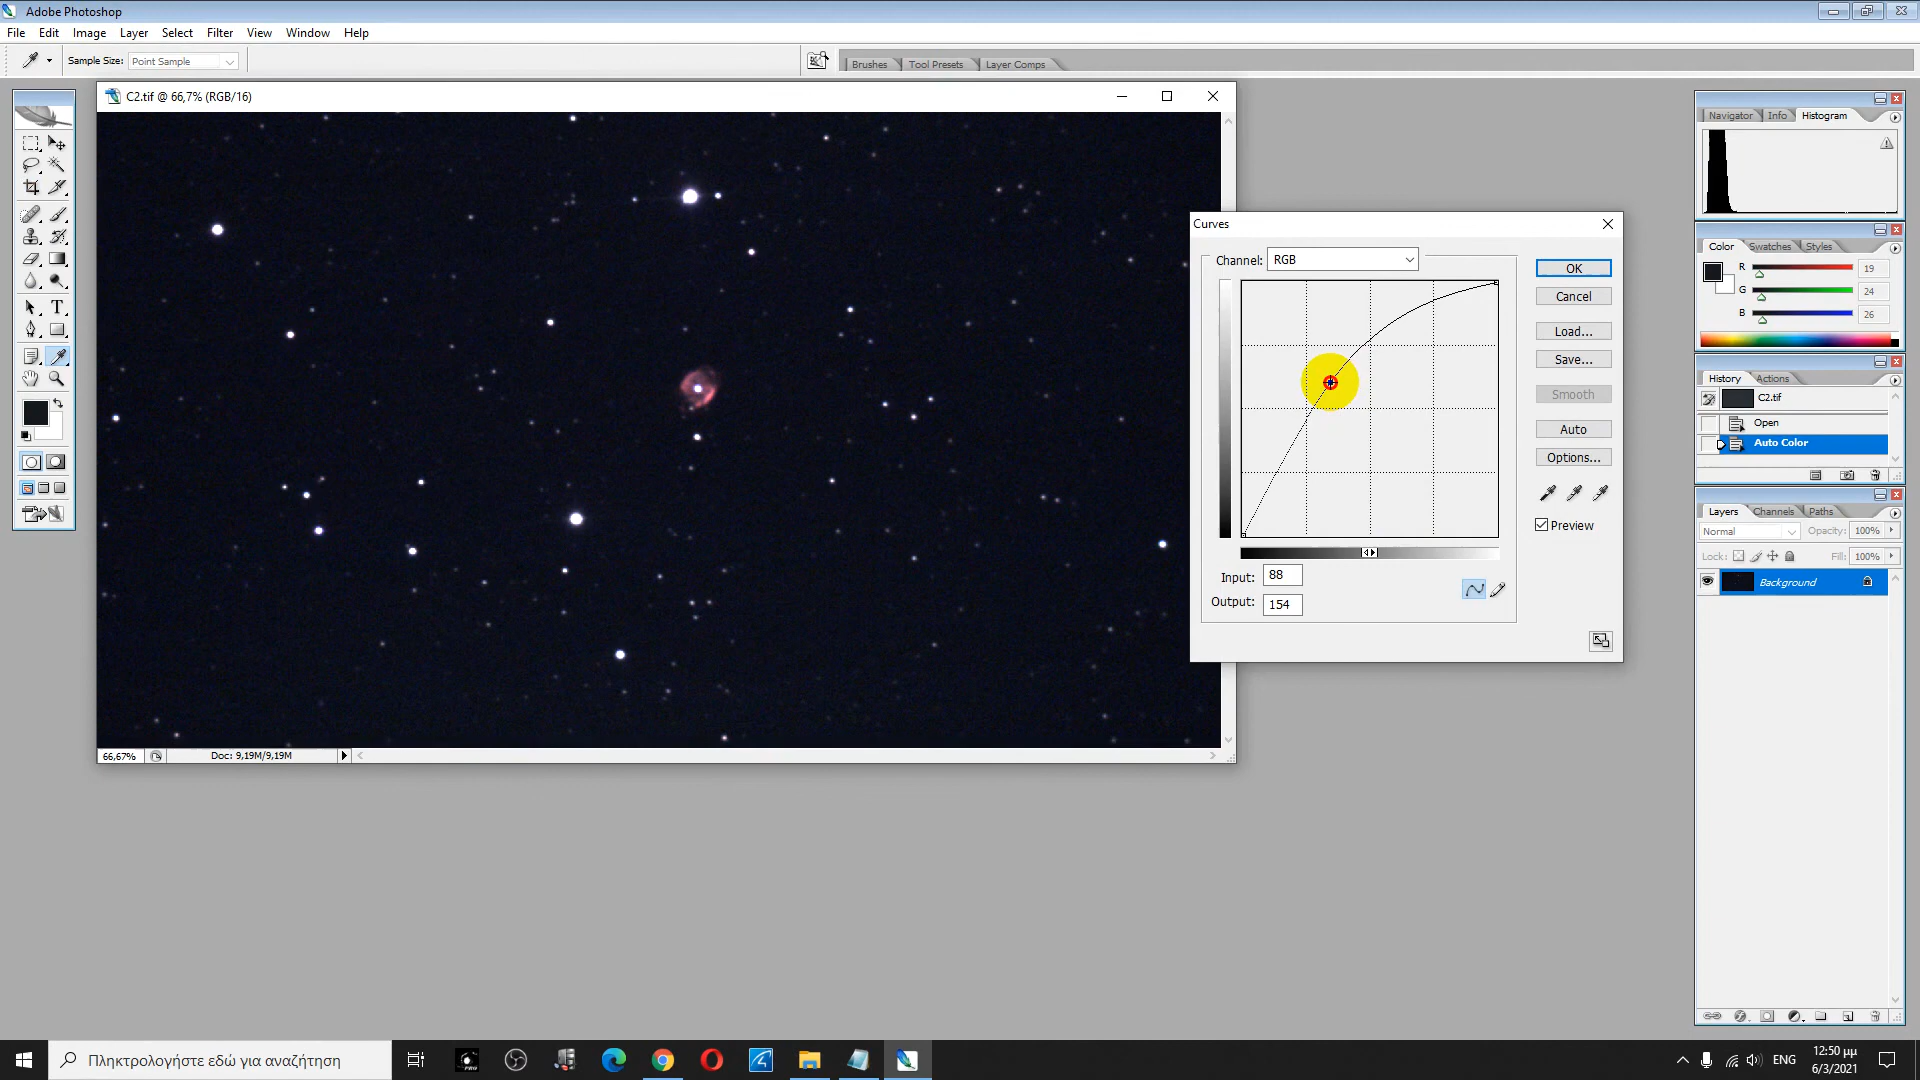 Adobe Photoshop
File Edit Image Layer Select Filter View Window Help
Sample Size: Point Sample
Brushes Tool Presets Layer Comps
C2.tif @ 66,7% (RGB/16)
Navigator Info Histogram
Curves
Channel: RGB
OK
Cancel
Load...
Save...
Smooth
Auto
Options...
Preview
Input: 88
Output: 154
Color Swatches Styles
R 19
G 24
B 26
History Actions
C2.tif
Open
Auto Color
Layers Channels Paths
Normal Opacity: 100%
Lock: Fill: 100%
Background
66,67% Doc: 9,19M/9,19M
Πληκτρολογήστε εδώ για αναζήτηση
PRO
ENG
12:50 μμ
6/3/2021